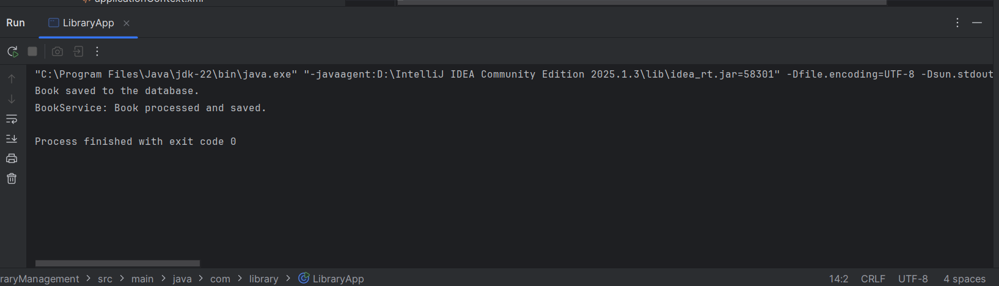 applicationContext.xml
Run LibraryApp
"C:\Program Files\Java\jdk-22\bin\java.exe" "-javaagent:D:\IntelliJ IDEA Community Edition 2025.1.3\lib\idea_rt.jar=58301" -Dfile.encoding=UTF-8 -Dsun.stdout
Book saved to the database.
BookService: Book processed and saved.
Process finished with exit code 0
raryManagement > src > main > java > com > library > LibraryApp 14:2 CRLF UTF-8 4 spaces